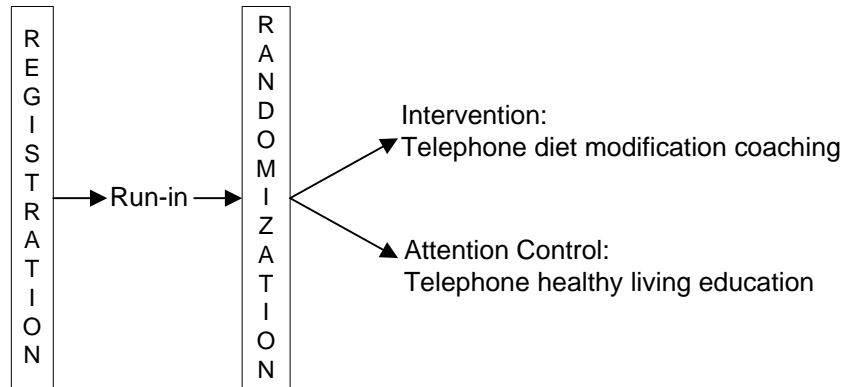 REGISTRATION
Run-in
RANDOMIZATION
Intervention:
Telephone diet modification coaching
Attention Control:
Telephone healthy living education